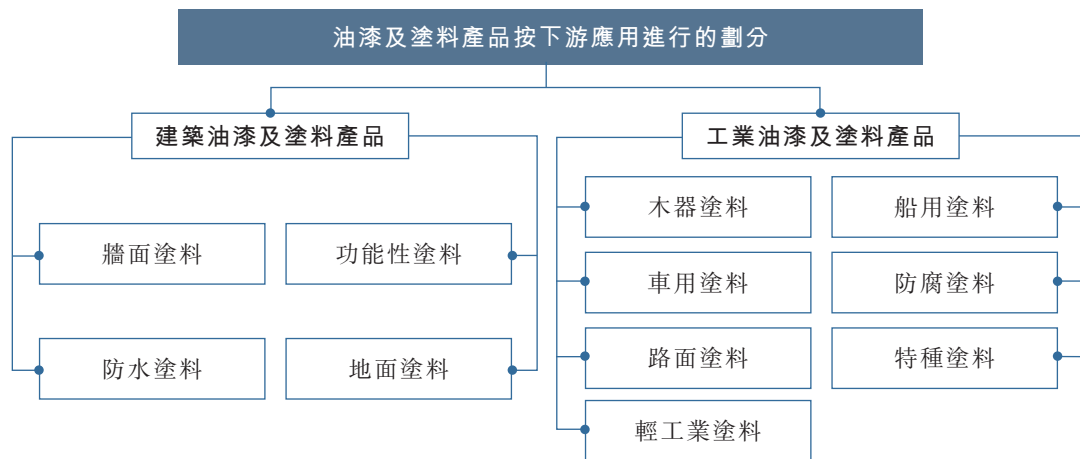 油漆及塗料產品按下游應用進行的劃分
建築油漆及塗料產品
工業油漆及塗料產品
牆面塗料
功能性塗料
防水塗料
地面塗料
木器塗料
船用塗料
車用塗料
防腐塗料
路面塗料
特種塗料
輕工業塗料